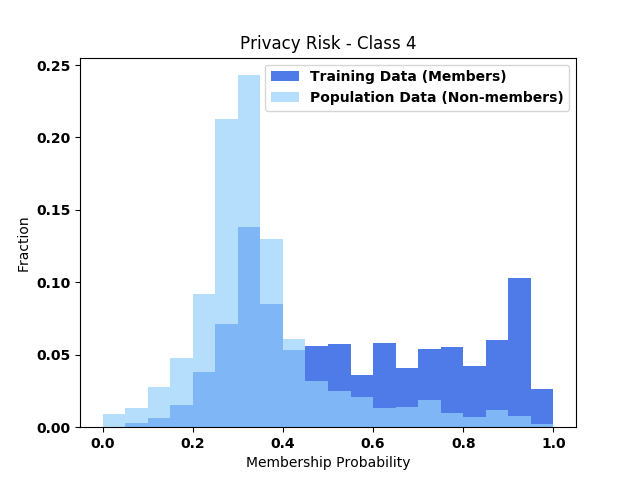 Privacy Risk - Class 4
Training Data (Members)
Population Data (Non-members)
0.25
0.20
0.15
0.10
0.05
0.00
Fraction
0.0 0.2 0.4 0.6 0.8 1.0
Membership Probability